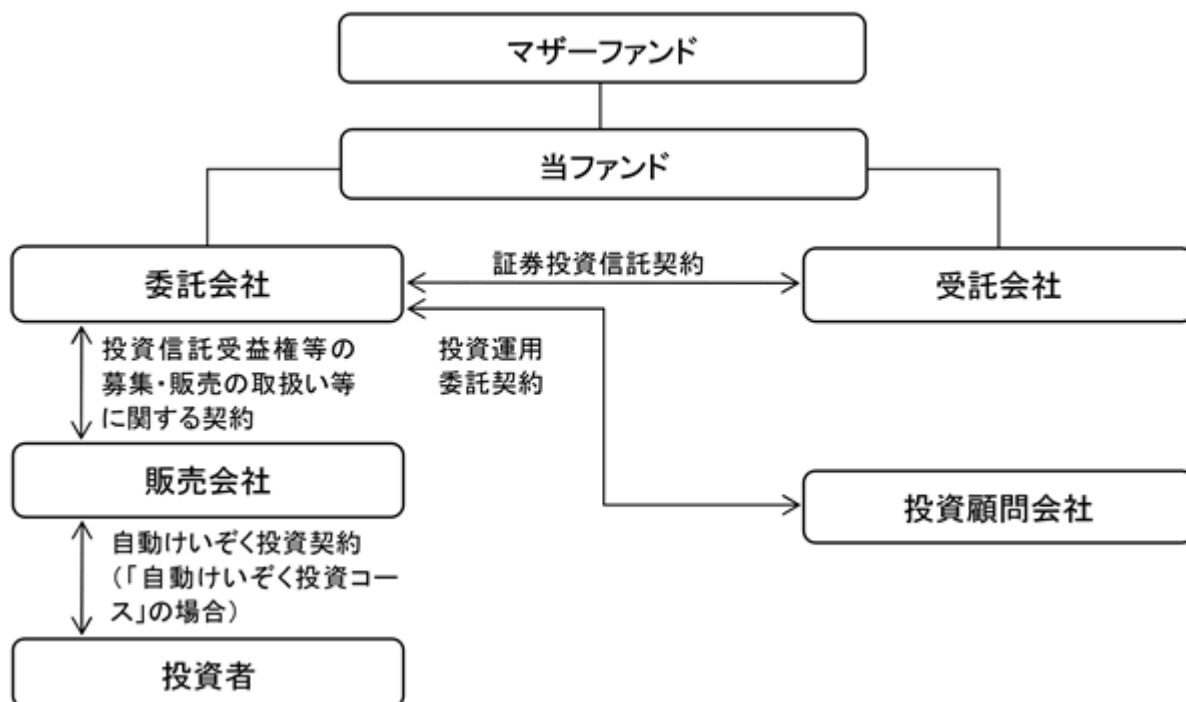 マザーファンド
当ファンド
委託会社
証券投資信託契約
受託会社
投資信託受益権等の
募集・販売の取扱い等
に関する契約
投資運用
委託契約
販売会社
投資顧問会社
自動けいぞく投資契約
(「自動けいぞく投資コー
ス」の場合)
投資者